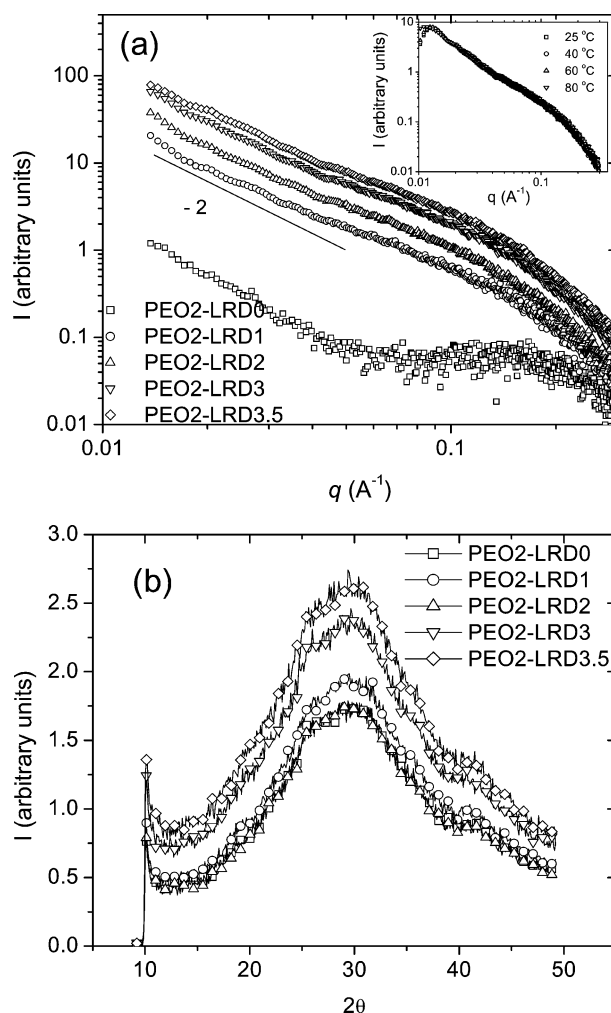 (a)
I (arbitrary units)
100
10
1
0.1
0.01
0.01
0.1
q (A⁻¹)
- 2
PEO2-LRD0
PEO2-LRD1
PEO2-LRD2
PEO2-LRD3
PEO2-LRD3.5
I (arbitrary units)
10
1
0.1
0.01
0.01
0.1
q (A⁻¹)
25 °C
40 °C
60 °C
80 °C
(b)
I (arbitrary units)
3.0
2.5
2.0
1.5
1.0
0.5
0.0
10
20
30
40
50
2θ
PEO2-LRD0
PEO2-LRD1
PEO2-LRD2
PEO2-LRD3
PEO2-LRD3.5